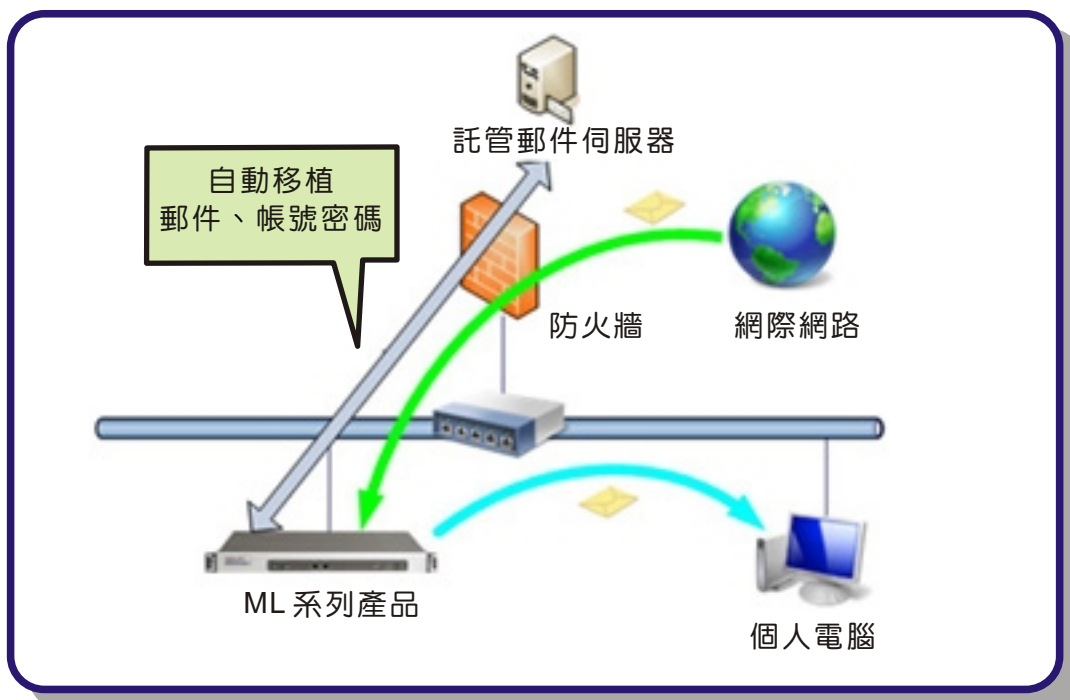 託管郵件伺服器
自動移植
郵件、帳號密碼
防火牆
網際網路
ML 系列產品
個人電腦